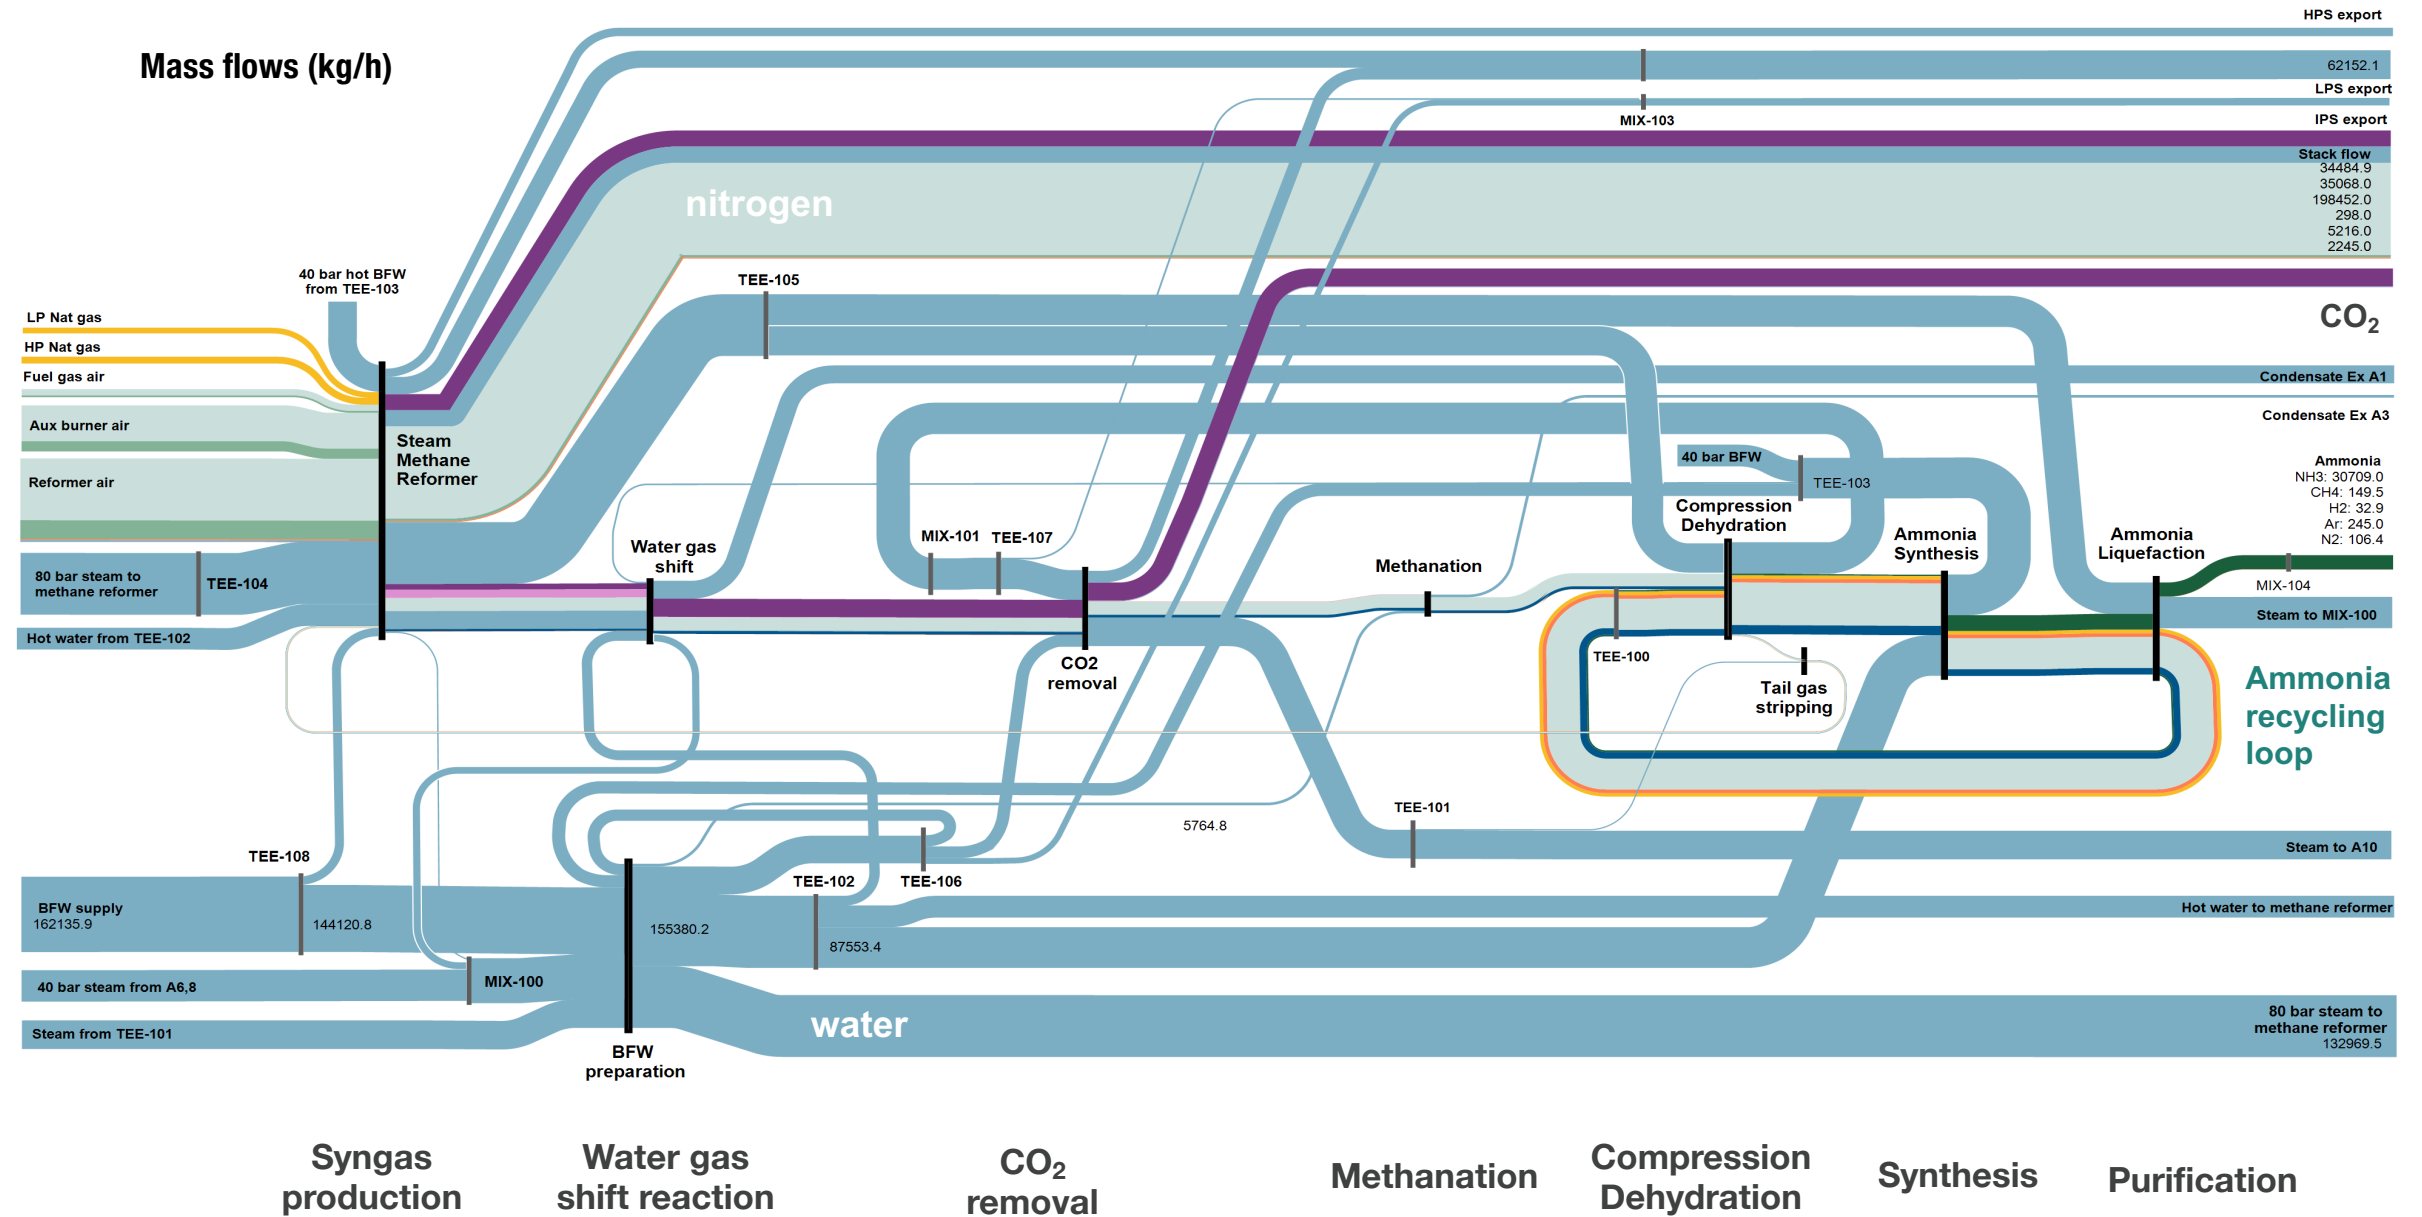 Mass flows (kg/h)
HPS export
62152.1
LPS export
MIX-103
IPS export
Stack flow
34484.9
35068.0
198452.0
298.0
5216.0
2245.0
nitrogen
40 bar hot BFW
from TEE-103
TEE-105
LP Nat gas
HP Nat gas
Fuel gas air
Aux burner air
Reformer air
Steam
Methane
Reformer
CO2
Condensate Ex A1
Condensate Ex A3
40 bar BFW
TEE-103
Compression
Dehydration
Ammonia
NH3: 30709.0
CH4: 149.5
H2: 32.9
Ar: 245.0
N2: 106.4
Water gas
shift
MIX-101
TEE-107
Methanation
Ammonia
Synthesis
Ammonia
Liquefaction
MIX-104
80 bar steam to
methane reformer
TEE-104
Steam to MIX-100
Hot water from TEE-102
CO2
removal
TEE-100
Tail gas
stripping
Ammonia
recycling
loop
TEE-101
5764.8
Steam to A10
TEE-108
TEE-102
TEE-106
BFW supply
162135.9
144120.8
155380.2
87553.4
Hot water to methane reformer
40 bar steam from A6,8
MIX-100
Steam from TEE-101
water
80 bar steam to
methane reformer
132969.5
BFW
preparation
Syngas
production
Water gas
shift reaction
CO2
removal
Methanation
Compression
Dehydration
Synthesis
Purification